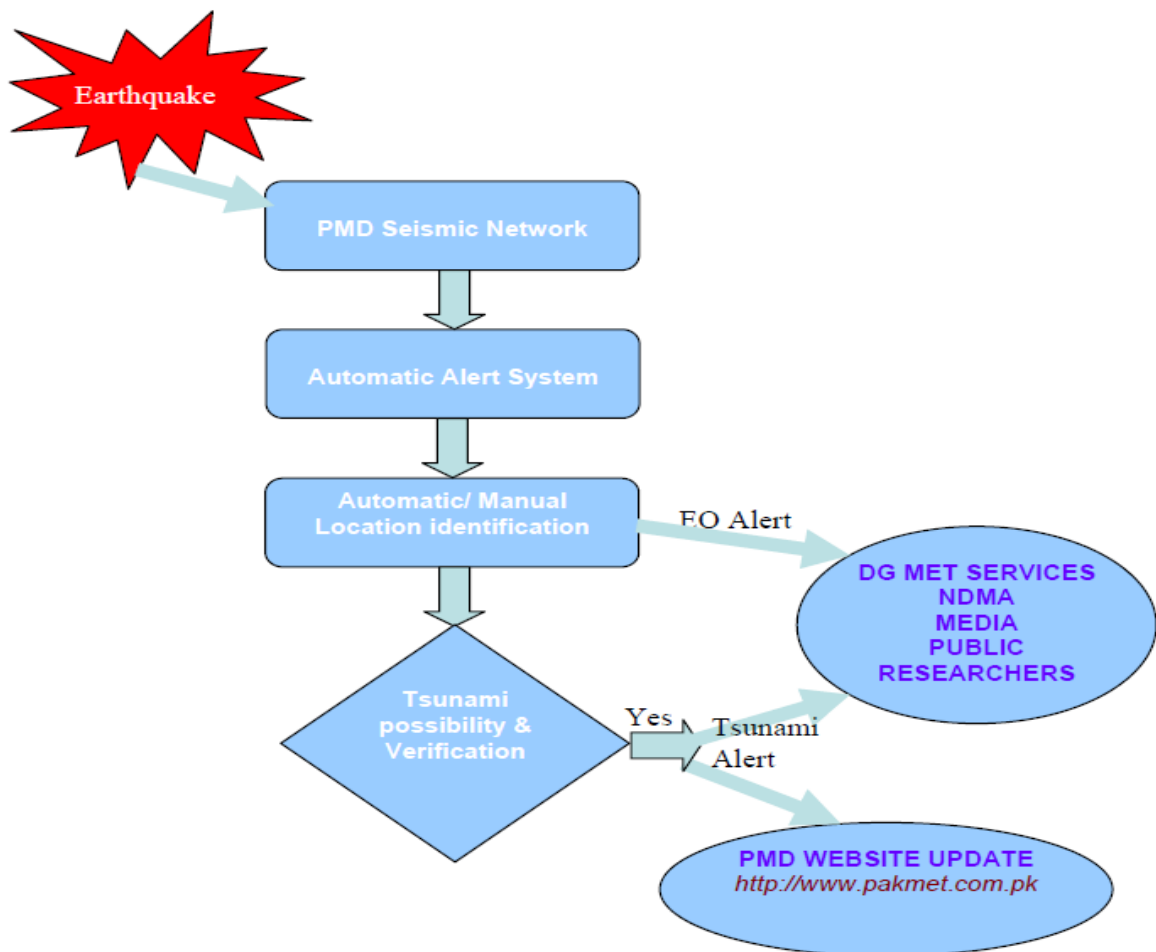 Earthquake
PMD Seismic Network
Automatic Alert System
Automatic/ Manual
Location identification
EO Alert
DG MET SERVICES
NDMA
MEDIA
PUBLIC
RESEARCHERS
Tsunami
possibility &
Verification
Yes
Tsunami
Alert
PMD WEBSITE UPDATE
http://www.pakmet.com.pk